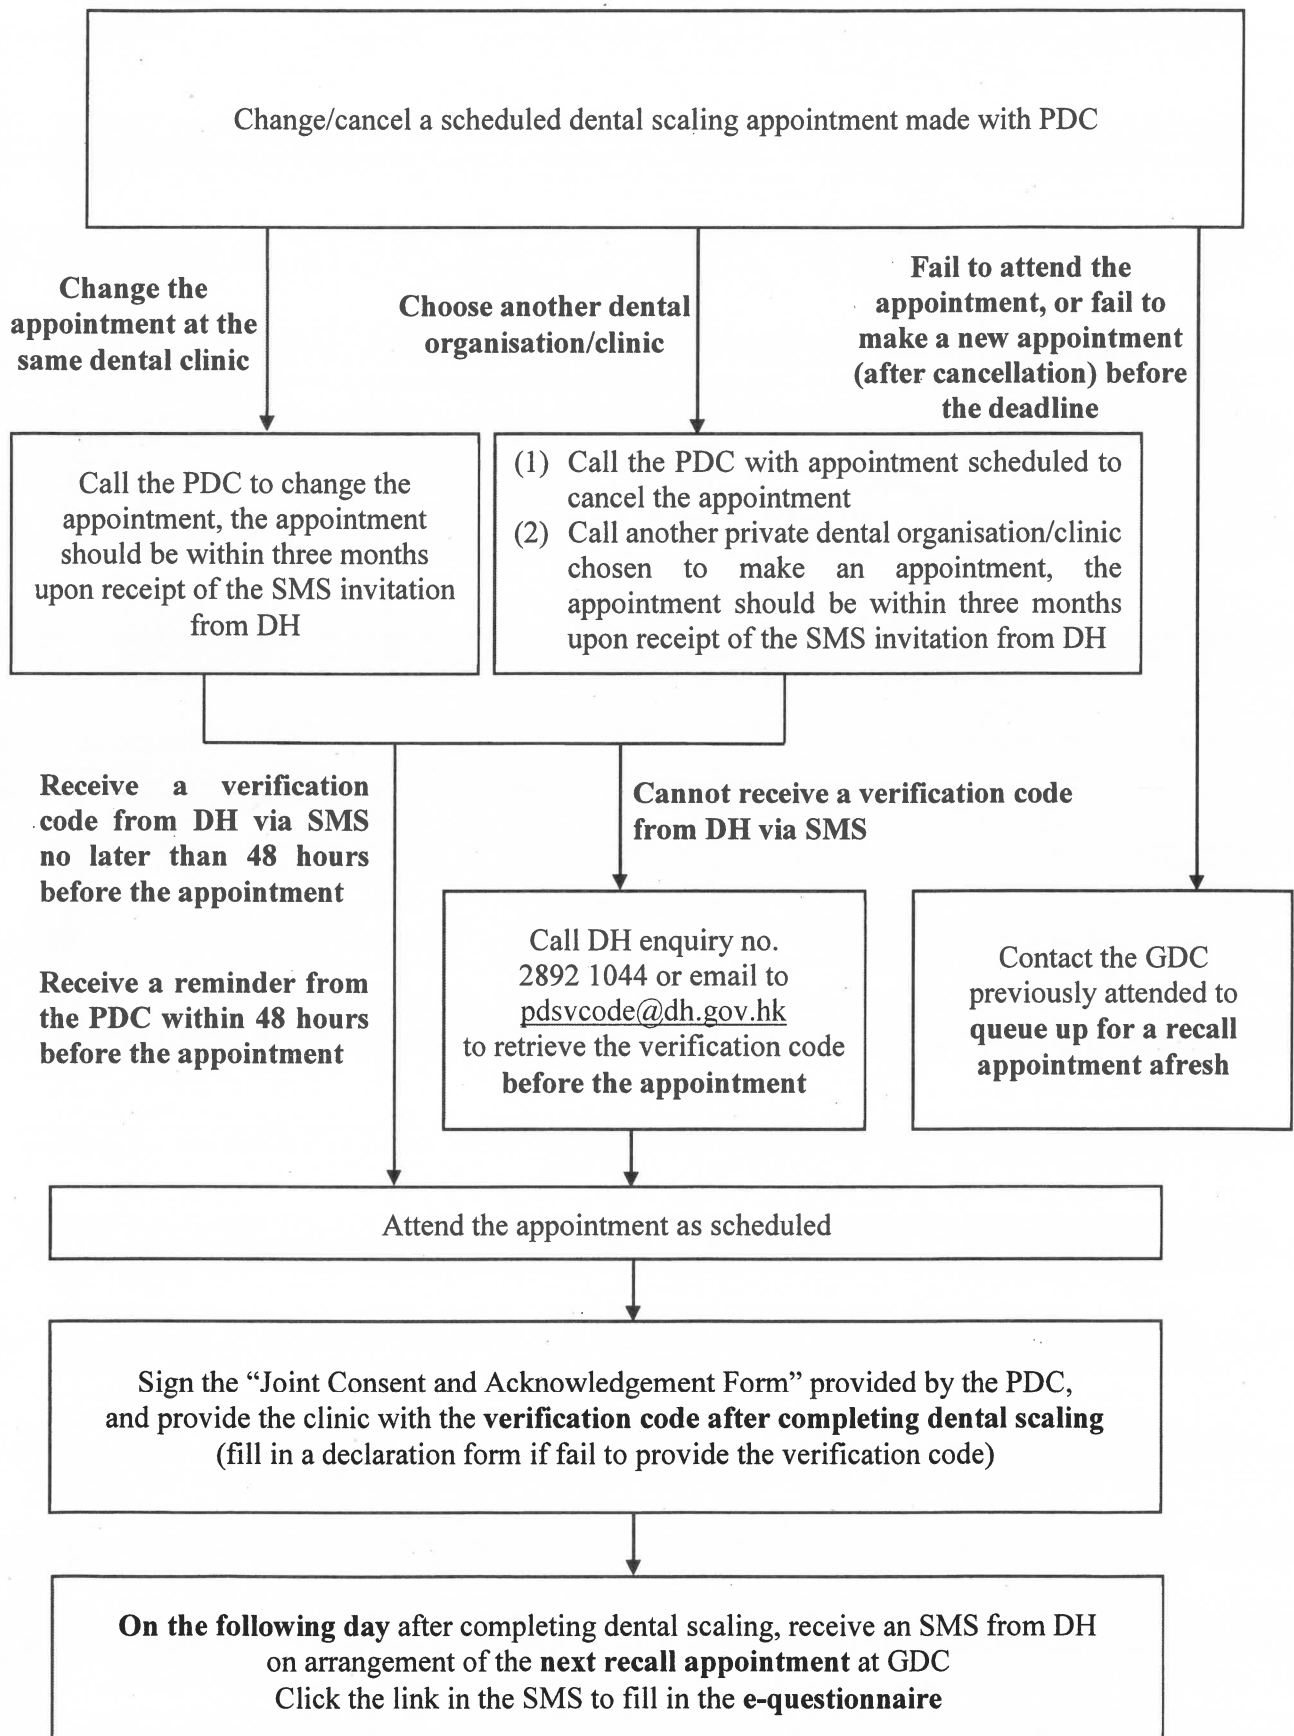 Change/cancel a scheduled dental scaling appointment made with PDC
Change the
appointment at the
same dental clinic
Choose another dental
organisation/clinic
Fail to attend the
appointment, or fail to
make a new appointment
(after cancellation) before
the deadline
Call the PDC to change the
appointment, the appointment
should be within three months
upon receipt of the SMS invitation
from DH
(1) Call the PDC with appointment scheduled to
cancel the appointment
(2) Call another private dental organisation/clinic
chosen to make an appointment, the
appointment should be within three months
upon receipt of the SMS invitation from DH
Receive a verification
code from DH via SMS
no later than 48 hours
before the appointment
Receive a reminder from
the PDC within 48 hours
before the appointment
Cannot receive a verification code
from DH via SMS
Call DH enquiry no.
2892 1044 or email to
pdsvcode@dh.gov.hk
to retrieve the verification code
before the appointment
Contact the GDC
previously attended to
queue up for a recall
appointment afresh
Attend the appointment as scheduled
Sign the “Joint Consent and Acknowledgement Form” provided by the PDC,
and provide the clinic with the verification code after completing dental scaling
(fill in a declaration form if fail to provide the verification code)
On the following day after completing dental scaling, receive an SMS from DH
on arrangement of the next recall appointment at GDC
Click the link in the SMS to fill in the e-questionnaire